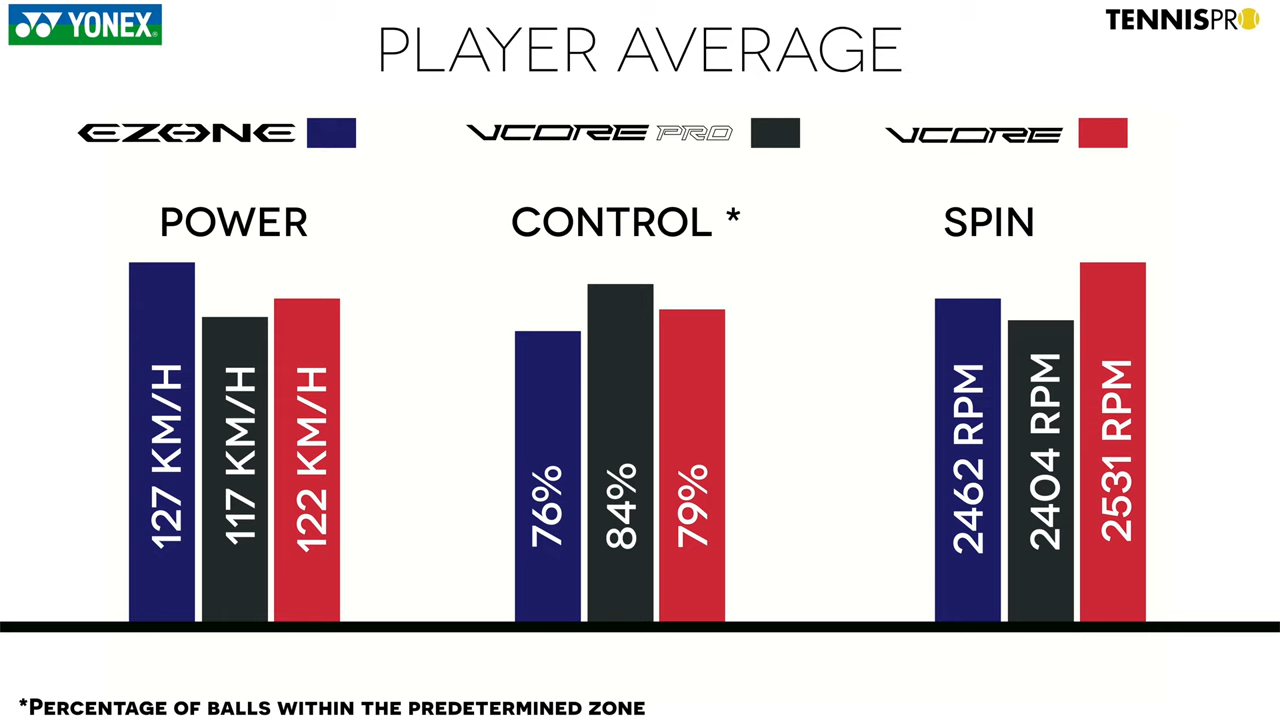 YONEX
TENNISPRO
PLAYER AVERAGE
EZONE
VCORE PRO
VCORE
POWER
CONTROL *
SPIN
127 KM/H
117 KM/H
122 KM/H
76%
84%
79%
2462 RPM
2404 RPM
2531 RPM
*PERCENTAGE OF BALLS WITHIN THE PREDETERMINED ZONE